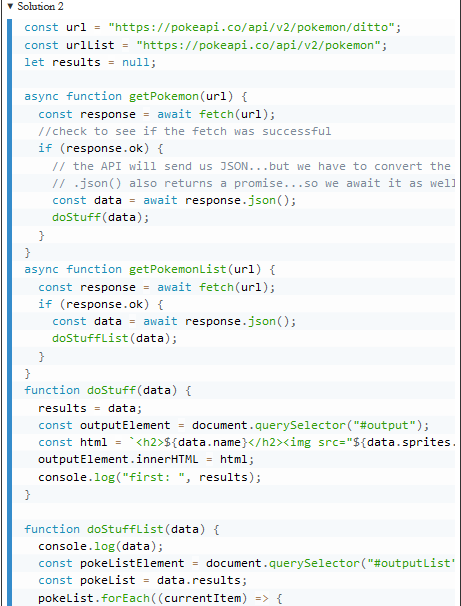 ▼ Solution 2
const url = "https://pokeapi.co/api/v2/pokemon/ditto";
const urlList = "https://pokeapi.co/api/v2/pokemon";
let results = null;

async function getPokemon(url) {
  const response = await fetch(url);
  //check to see if the fetch was successful
  if (response.ok) {
    // the API will send us JSON...but we have to convert the
    // .json() also returns a promise...so we await it as well
    const data = await response.json();
    doStuff(data);
  }
}
async function getPokemonList(url) {
  const response = await fetch(url);
  if (response.ok) {
    const data = await response.json();
    doStuffList(data);
  }
}
function doStuff(data) {
  results = data;
  const outputElement = document.querySelector("#output");
  const html = `<h2>${data.name}</h2><img src="${data.sprites.
  outputElement.innerHTML = html;
  console.log("first: ", results);
}

function doStuffList(data) {
  console.log(data);
  const pokeListElement = document.querySelector("#outputList"
  const pokeList = data.results;
  pokeList.forEach((currentItem) => {